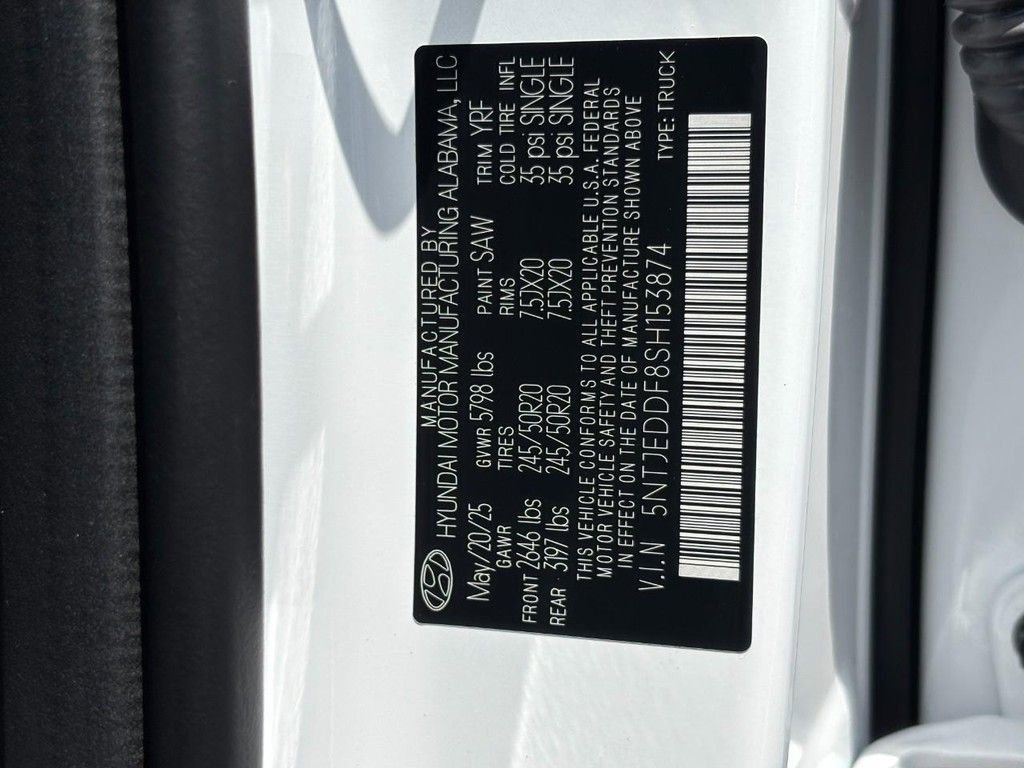 MANUFACTURED BY
HYUNDAI MOTOR MANUFACTURING ALABAMA, LLC
May/20/25 GVWR 5798 lbs PAINT SAW TRIM YRF
GAWR TIRES RIMS COLD TIRE INFL
FRONT 2646 lbs 245/50R20 7.5JX20 35 psi SINGLE
REAR 3197 lbs 245/50R20 7.5JX20 35 psi SINGLE
THIS VEHICLE CONFORMS TO ALL APPLICABLE U.S.A. FEDERAL
MOTOR VEHICLE SAFETY AND THEFT PREVENTION STANDARDS
IN EFFECT ON THE DATE OF MANUFACTURE SHOWN ABOVE
V.I.N 5NTJEDDF8SH153874 TYPE: TRUCK